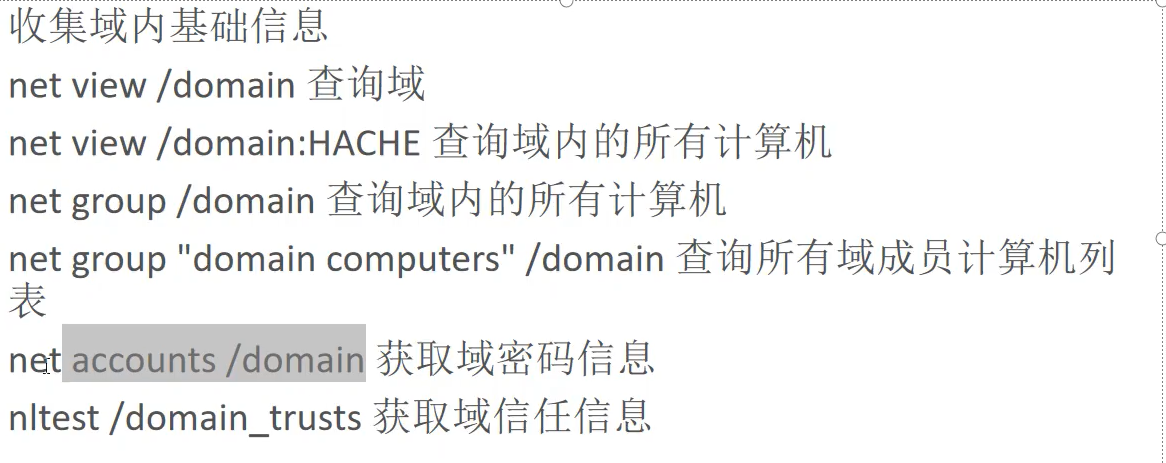 收集域内基础信息
net view /domain 查询域
net view /domain:HACHE 查询域内的所有计算机
net group /domain 查询域内的所有计算机
net group "domain computers" /domain 查询所有域成员计算机列
表
net accounts /domain 获取域密码信息
nltest /domain_trusts 获取域信任信息